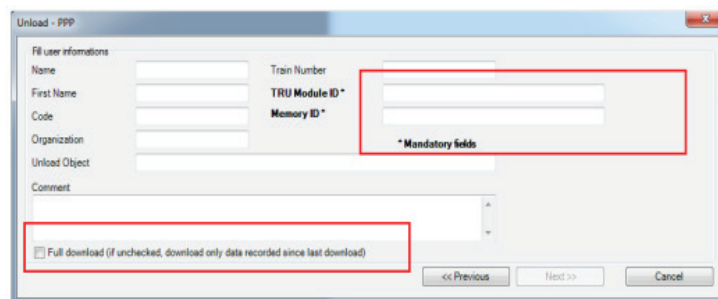 Unload - PPP
Fill user informations
Name
Train Number
First Name
TRU Module ID *
Code
Memory ID *
Organization
* Mandatory fields
Unload Object
Comment
Full download (if unchecked, download only data recorded since last download)
<< Previous
Next >>
Cancel